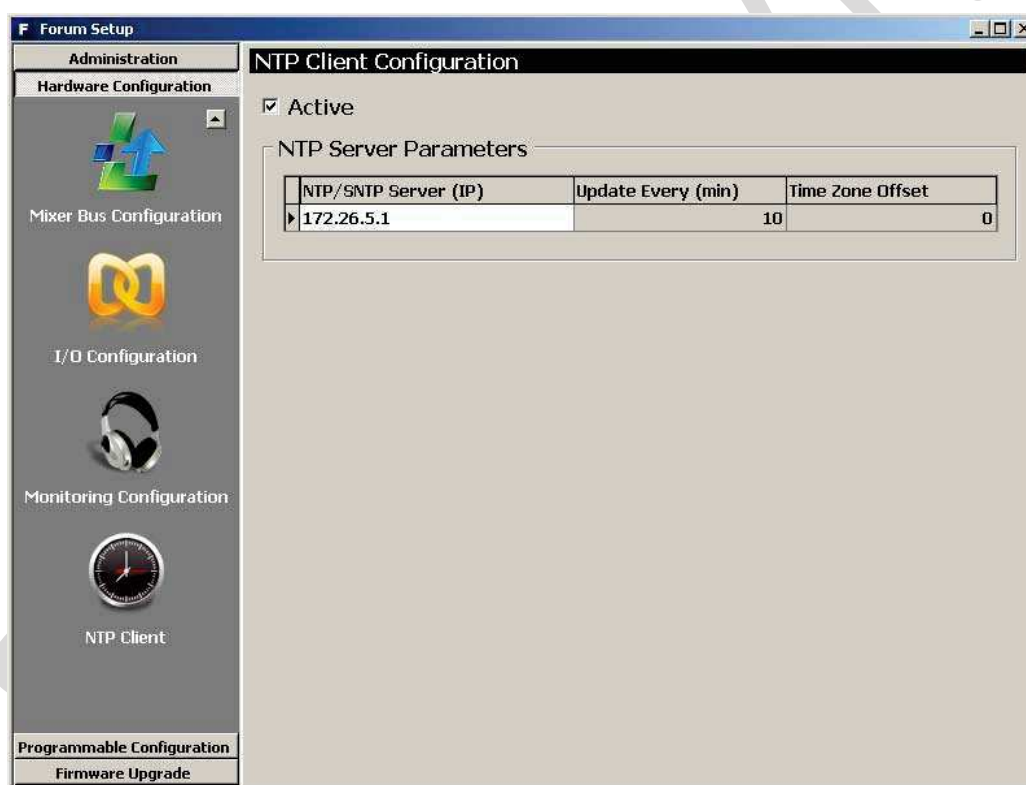 F Forum Setup
Administration
Hardware Configuration
Mixer Bus Configuration
I/O Configuration
Monitoring Configuration
NTP Client
Programmable Configuration
Firmware Upgrade
NTP Client Configuration
Active
NTP Server Parameters
NTP/SNTP Server (IP) Update Every (min) Time Zone Offset
172.26.5.1 10 0